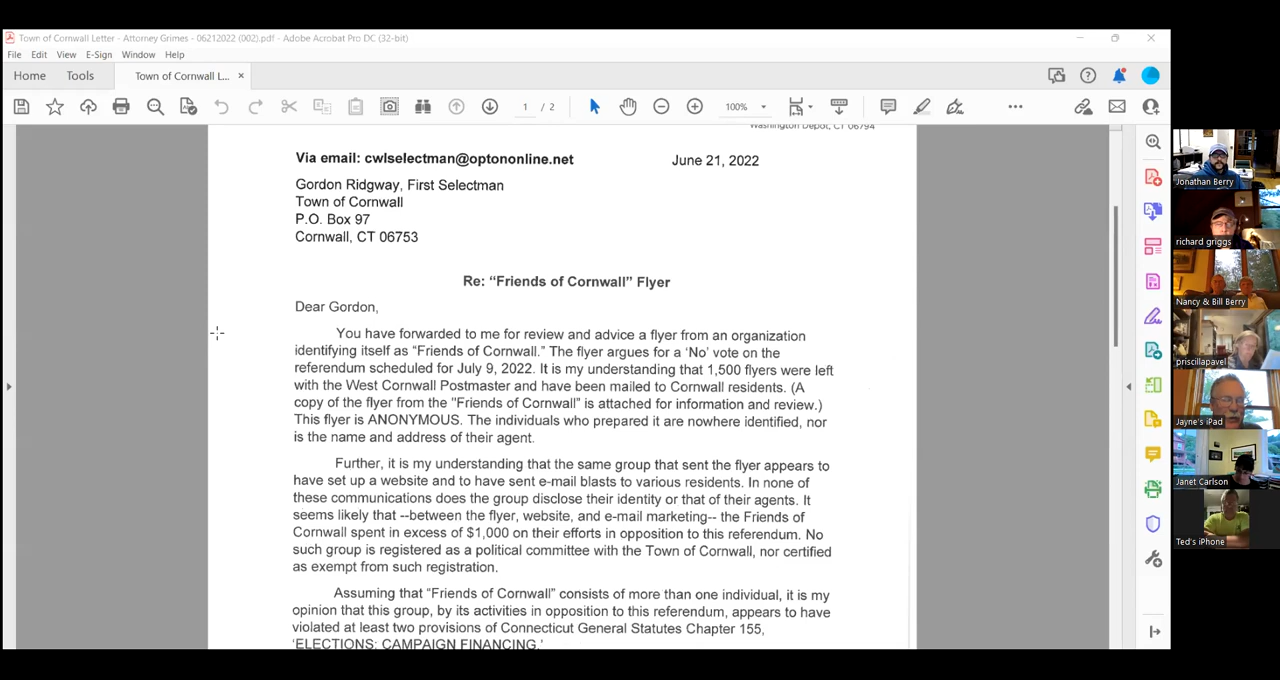 Town of Cornwall Letter - Attorney Grimes - 06212022 (002).pdf - Adobe Acrobat Pro DC (32-bit)
File Edit View E-Sign Window Help
Home Tools Town of Cornwall L... ×
1 / 2 100%
Washington Depot, CT 06794
Via email: cwlselectman@optononline.net June 21, 2022
Gordon Ridgway, First Selectman
Town of Cornwall
P.O. Box 97
Cornwall, CT 06753
Re: “Friends of Cornwall” Flyer
Dear Gordon,
You have forwarded to me for review and advice a flyer from an organization
identifying itself as “Friends of Cornwall.” The flyer argues for a ‘No’ vote on the
referendum scheduled for July 9, 2022. It is my understanding that 1,500 flyers were left
with the West Cornwall Postmaster and have been mailed to Cornwall residents. (A
copy of the flyer from the "Friends of Cornwall” is attached for information and review.)
This flyer is ANONYMOUS. The individuals who prepared it are nowhere identified, nor
is the name and address of their agent.
Further, it is my understanding that the same group that sent the flyer appears to
have set up a website and to have sent e-mail blasts to various residents. In none of
these communications does the group disclose their identity or that of their agents. It
seems likely that --between the flyer, website, and e-mail marketing-- the Friends of
Cornwall spent in excess of $1,000 on their efforts in opposition to this referendum. No
such group is registered as a political committee with the Town of Cornwall, nor certified
as exempt from such registration.
Assuming that “Friends of Cornwall” consists of more than one individual, it is my
opinion that this group, by its activities in opposition to this referendum, appears to have
violated at least two provisions of Connecticut General Statutes Chapter 155,
‘ELECTIONS: CAMPAIGN FINANCING.’
Jonathan Berry
richard griggs
Nancy & Bill Berry
priscillapavel
Jayne's iPad
Janet Carlson
Ted's iPhone